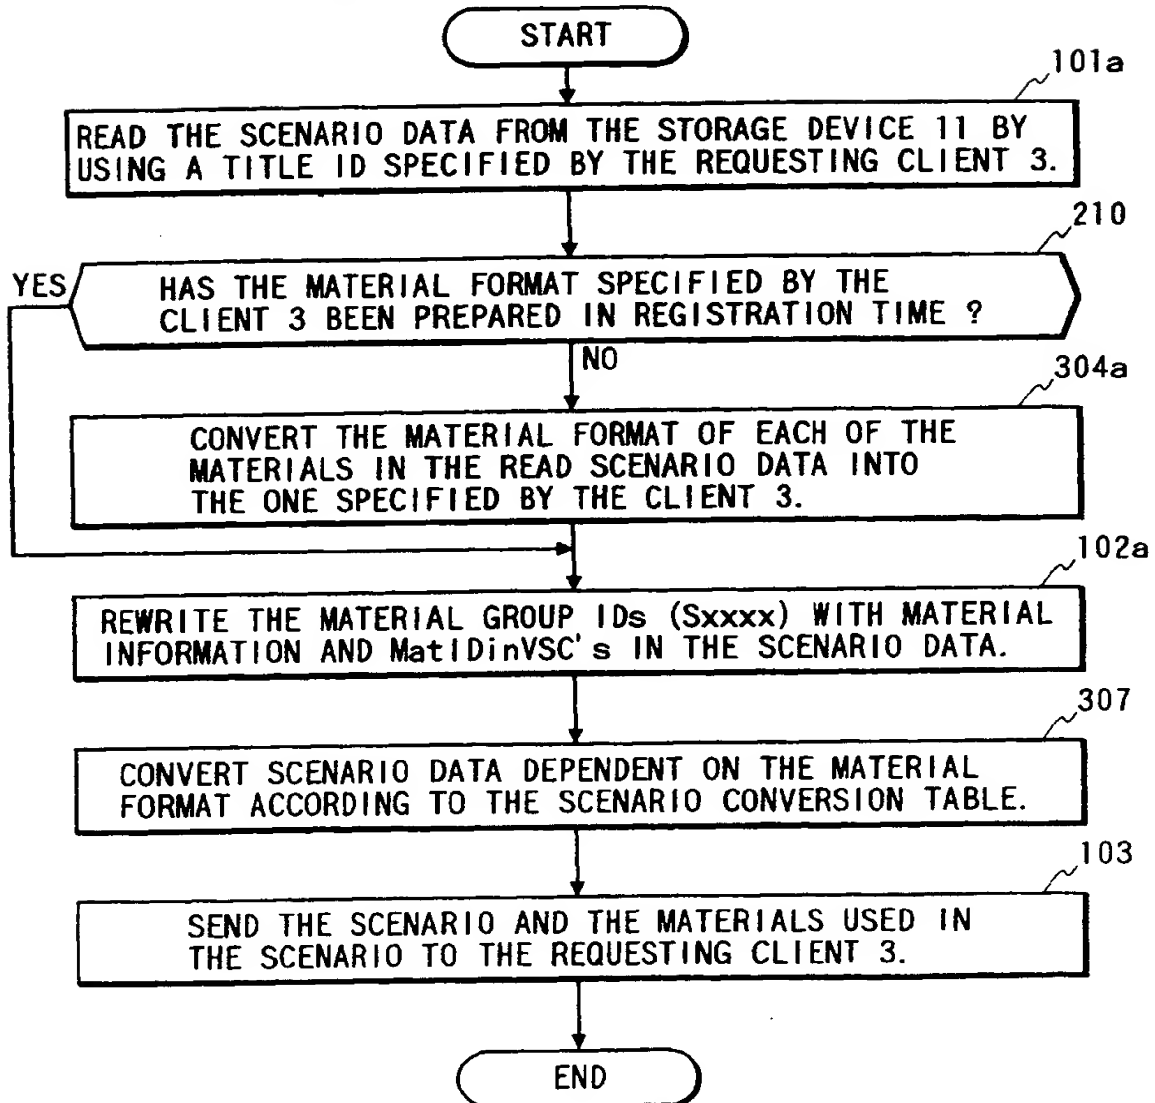 START
101a
READ THE SCENARIO DATA FROM THE STORAGE DEVICE 11 BY
USING A TITLE ID SPECIFIED BY THE REQUESTING CLIENT 3.
210
YES
HAS THE MATERIAL FORMAT SPECIFIED BY THE
CLIENT 3 BEEN PREPARED IN REGISTRATION TIME ?
NO
304a
CONVERT THE MATERIAL FORMAT OF EACH OF THE
MATERIALS IN THE READ SCENARIO DATA INTO
THE ONE SPECIFIED BY THE CLIENT 3.
102a
REWRITE THE MATERIAL GROUP IDs (Sxxxx) WITH MATERIAL
INFORMATION AND MatIDinVSC's IN THE SCENARIO DATA.
307
CONVERT SCENARIO DATA DEPENDENT ON THE MATERIAL
FORMAT ACCORDING TO THE SCENARIO CONVERSION TABLE.
103
SEND THE SCENARIO AND THE MATERIALS USED IN
THE SCENARIO TO THE REQUESTING CLIENT 3.
END